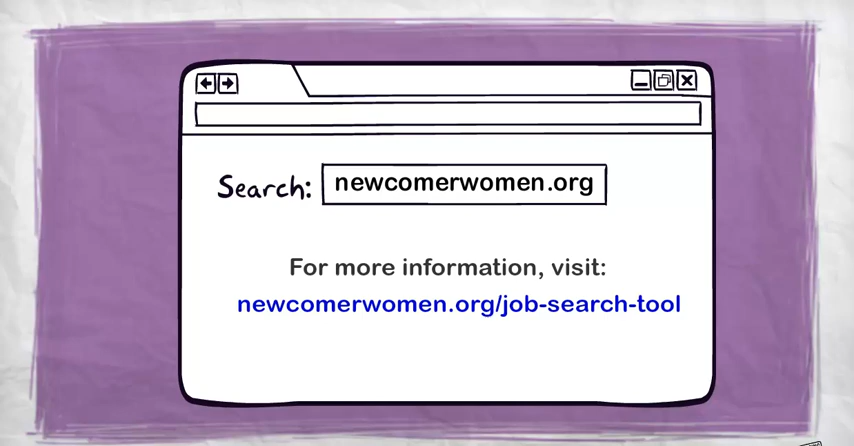 Search: newcomerwomen.org
For more information, visit:
newcomerwomen.org/job-search-tool